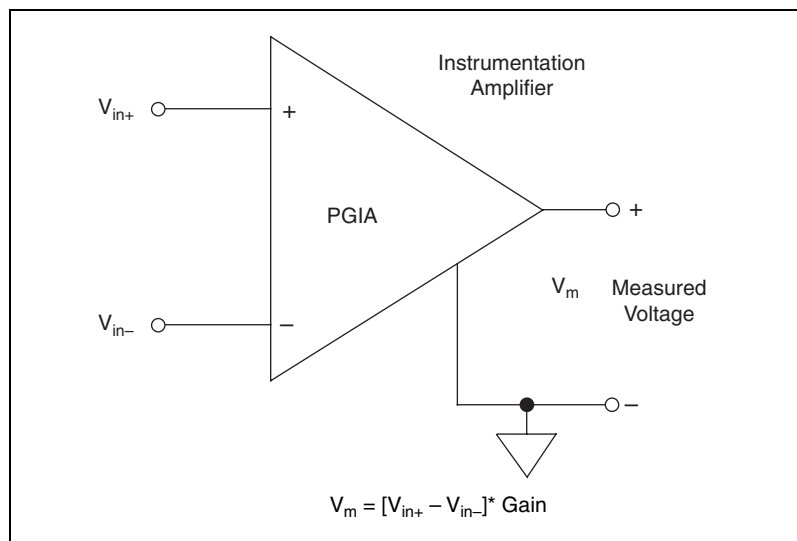 Instrumentation
Amplifier
V_in+
+
PGIA
+
V_m Measured
Voltage
V_in–
–
–
V_m = [V_in+ – V_in–]* Gain